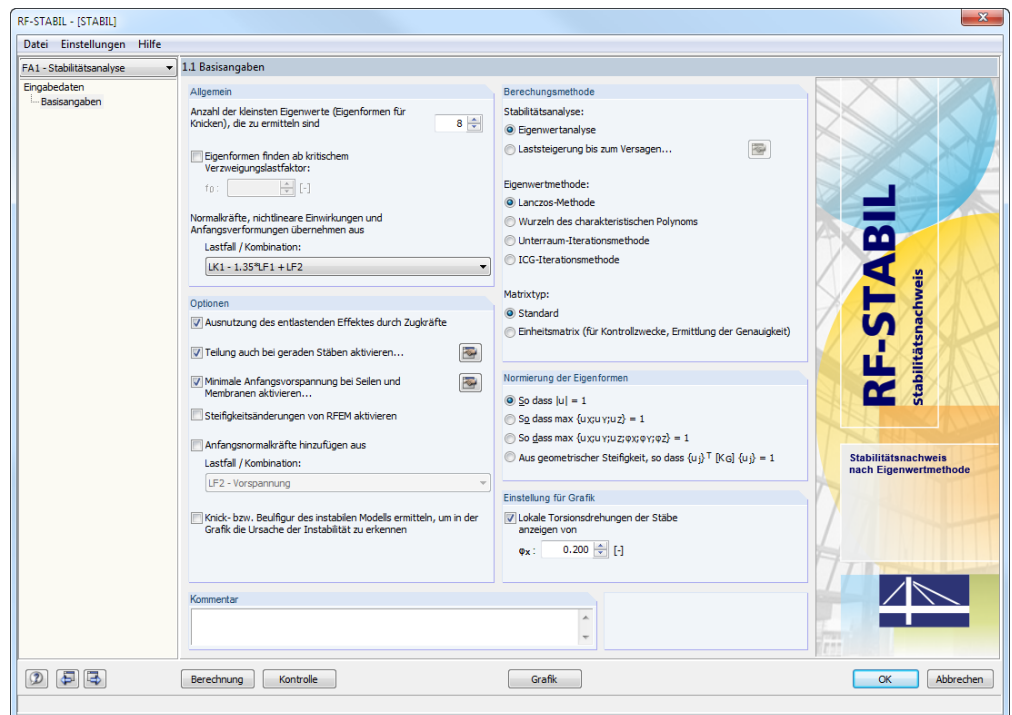 RF-STABIL - [STABIL]
Datei Einstellungen Hilfe
FA1 - Stabilitätsanalyse
1.1 Basisangaben
Eingabedaten
Basisangaben
Allgemein
Anzahl der kleinsten Eigenwerte (Eigenformen für
Knicken), die zu ermitteln sind
8
Eigenformen finden ab kritischem
Verzweigungslastfaktor:
f0: [-]
Normalkräfte, nichtlineare Einwirkungen und
Anfangsverformungen übernehmen aus
Lastfall / Kombination:
LK1 - 1.35*LF1 + LF2
Optionen
Ausnutzung des entlastenden Effektes durch Zugkräfte
Teilung auch bei geraden Stäben aktivieren...
Minimale Anfangsvorspannung bei Seilen und
Membranen aktivieren...
Steifigkeitsänderungen von RFEM aktivieren
Anfangsnormalkräfte hinzufügen aus
Lastfall / Kombination:
LF2 - Vorspannung
Knick- bzw. Beulfigur des instabilen Modells ermitteln, um in der
Grafik die Ursache der Instabilität zu erkennen
Berechungsmethode
Stabilitätsanalyse:
Eigenwertanalyse
Laststeigerung bis zum Versagen...
Eigenwertmethode:
Lanczos-Methode
Wurzeln des charakteristischen Polynoms
Unterraum-Iterationsmethode
ICG-Iterationsmethode
Matrixtyp:
Standard
Einheitsmatrix (für Kontrollzwecke, Ermittlung der Genauigkeit)
Normierung der Eigenformen
So dass |u| = 1
So dass max {uX;uY;uZ} = 1
So dass max {uX;uY;uZ;φX;φY;φZ} = 1
Aus geometrischer Steifigkeit, so dass {uj}T [KG] {uj} = 1
Einstellung für Grafik
Lokale Torsionsdrehungen der Stäbe
anzeigen von
φx: 0.200 [-]
Kommentar
RF-STABIL
Stabilitätsnachweis
Stabilitätsnachweis
nach Eigenwertmethode
Berechnung
Kontrolle
Grafik
OK
Abbrechen